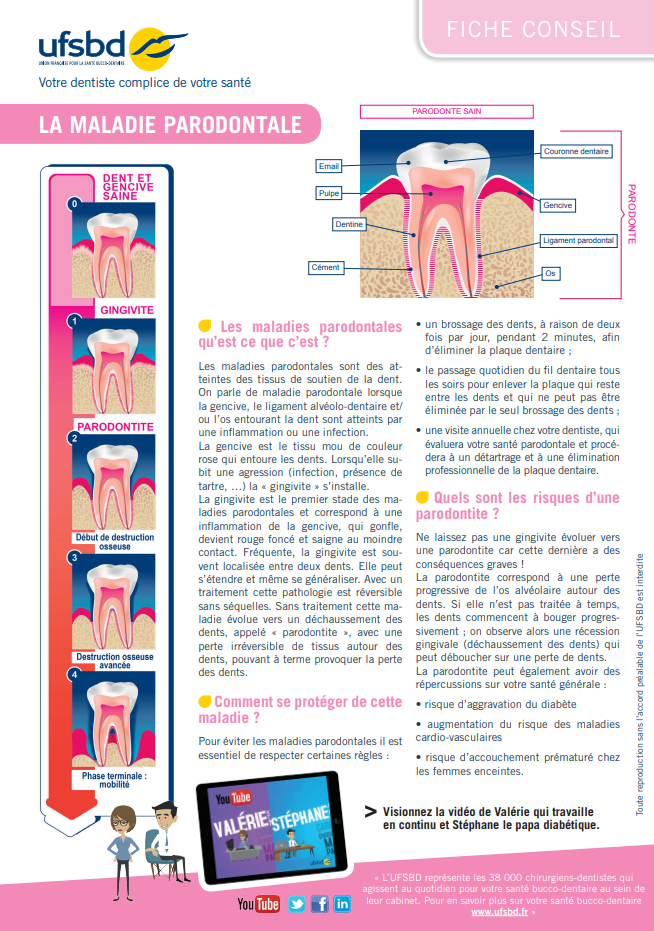 FICHE CONSEIL
ufsbd
UNION FRANÇAISE POUR LA SANTÉ BUCCO-DENTAIRE
Votre dentiste complice de votre santé
LA MALADIE PARODONTALE
PARODONTE SAIN
Email
Pulpe
Dentine
Cément
Couronne dentaire
Gencive
Ligament parodontal
Os
PARODONTE
DENT ET
GENCIVE
SAINE
0
GINGIVITE
1
PARODONTITE
2
Début de destruction
osseuse
3
Destruction osseuse
avancée
4
Phase terminale :
mobilité
Les maladies parodontales
qu'est ce que c'est ?
Les maladies parodontales sont des at-
teintes des tissus de soutien de la dent.
On parle de maladie parodontale lorsque
la gencive, le ligament alvéolo-dentaire et/
ou l'os entourant la dent sont atteints par
une inflammation ou une infection.
La gencive est le tissu mou de couleur
rose qui entoure les dents. Lorsqu'elle su-
bit une agression (infection, présence de
tartre, ...) la « gingivite » s'installe.
La gingivite est le premier stade des ma-
ladies parodontales et correspond à une
inflammation de la gencive, qui gonfle,
devient rouge foncé et saigne au moindre
contact. Fréquente, la gingivite est sou-
vent localisée entre deux dents. Elle peut
s'étendre et même se généraliser. Avec un
traitement cette pathologie est réversible
sans séquelles. Sans traitement cette ma-
ladie évolue vers un déchaussement des
dents, appelé « parodontite », avec une
perte irréversible de tissus autour des
dents, pouvant à terme provoquer la perte
des dents.
Comment se protéger de cette
maladie ?
Pour éviter les maladies parodontales il est
essentiel de respecter certaines règles :
• un brossage des dents, à raison de deux
fois par jour, pendant 2 minutes, afin
d'éliminer la plaque dentaire ;
• le passage quotidien du fil dentaire tous
les soirs pour enlever la plaque qui reste
entre les dents et qui ne peut pas être
éliminée par le seul brossage des dents ;
• une visite annuelle chez votre dentiste, qui
évaluera votre santé parodontale et procé-
dera à un détartrage et à une élimination
professionnelle de la plaque dentaire.
Quels sont les risques d'une
parodontite ?
Ne laissez pas une gingivite évoluer vers
une parodontite car cette dernière a des
conséquences graves !
La parodontite correspond à une perte
progressive de l'os alvéolaire autour des
dents. Si elle n'est pas traitée à temps,
les dents commencent à bouger progres-
sivement ; on observe alors une récession
gingivale (déchaussement des dents) qui
peut déboucher sur une perte de dents.
La parodontite peut également avoir des
répercussions sur votre santé générale :
• risque d'aggravation du diabète
• augmentation du risque des maladies
cardio-vasculaires
• risque d'accouchement prématuré chez
les femmes enceintes.
Toute reproduction sans l'accord préalable de l'UFSBD est interdite
YouTube
VALÉRIE
STÉPHANE
> Visionnez la vidéo de Valérie qui travaille
en continu et Stéphane le papa diabétique.
YouTube
f
in
« L'UFSBD représente les 38 000 chirurgiens-dentistes qui
agissent au quotidien pour votre santé bucco-dentaire au sein de
leur cabinet. Pour en savoir plus sur votre santé bucco-dentaire
www.ufsbd.fr »